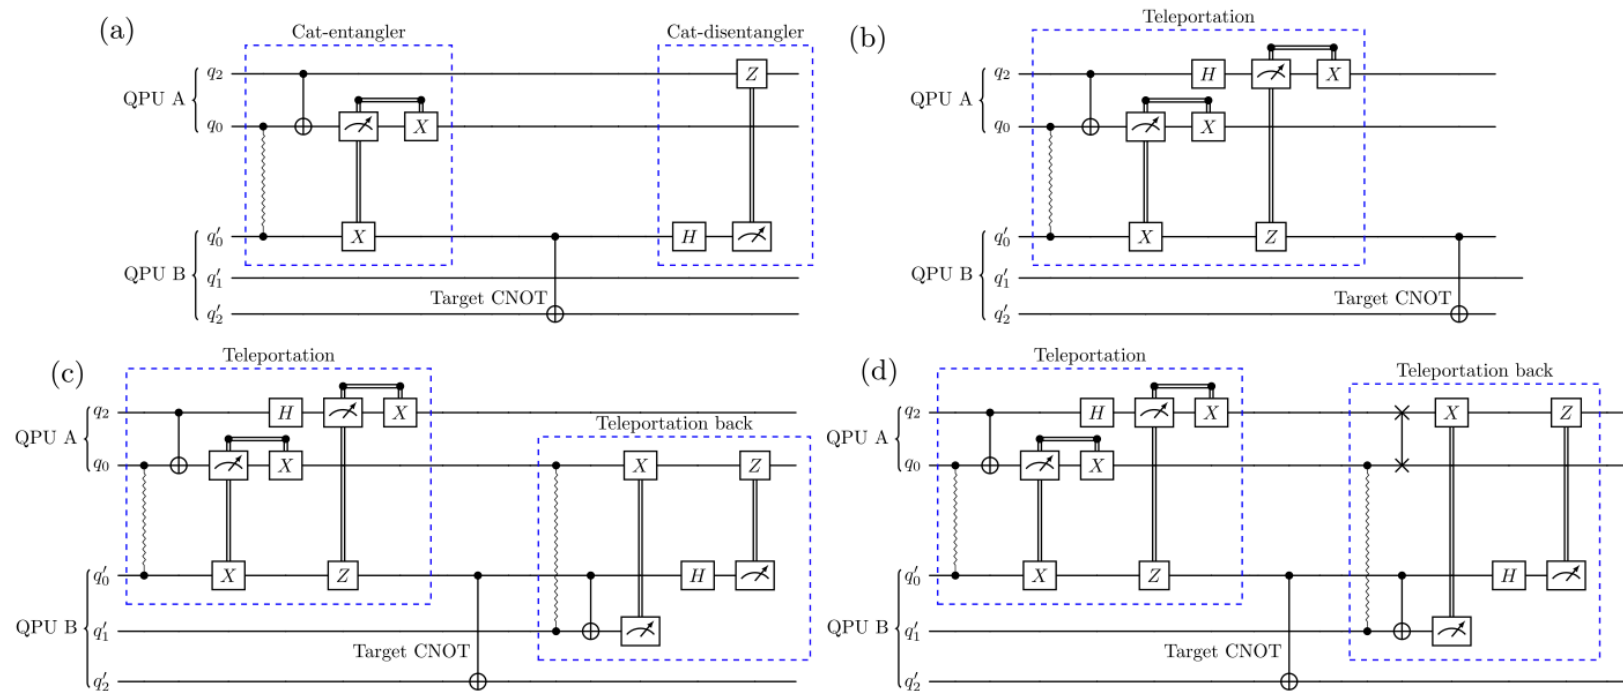 (a)
Cat-entangler
Cat-disentangler
QPU A
q₂
q₀
Z
X
QPU B
q′₀
q′₁
q′₂
X
H
Target CNOT
(b)
Teleportation
QPU A
q₂
q₀
H
X
X
QPU B
q′₀
q′₁
q′₂
X
Z
Target CNOT
(c)
Teleportation
QPU A
q₂
q₀
H
X
X
Teleportation back
X
Z
QPU B
q′₀
q′₁
q′₂
X
Z
H
Target CNOT
(d)
Teleportation
Teleportation back
QPU A
q₂
q₀
H
X
X
Z
X
QPU B
q′₀
q′₁
q′₂
X
Z
H
Target CNOT